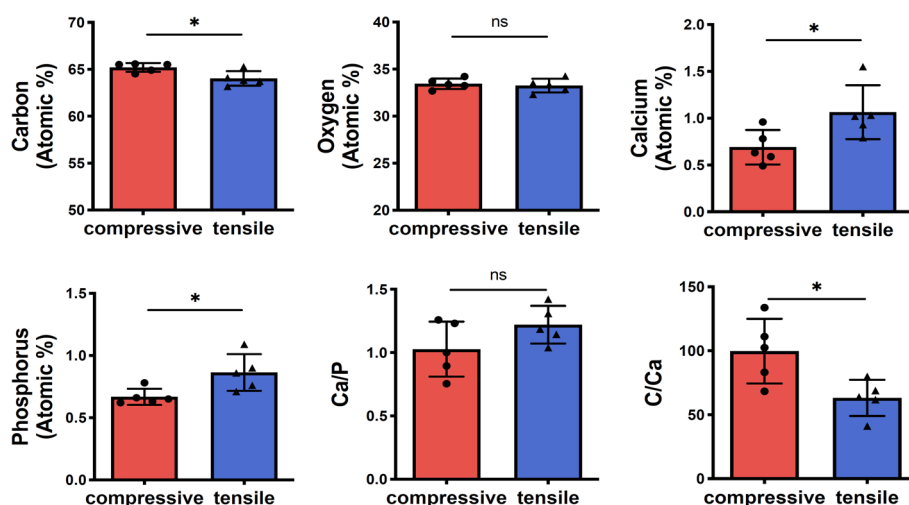 Carbon
(Atomic %)
70
65
60
55
50
*
compressive
tensile
Oxygen
(Atomic %)
40
35
30
25
20
ns
compressive
tensile
Calcium
(Atomic %)
2.0
1.5
1.0
0.5
0.0
*
compressive
tensile
Phosphorus
(Atomic %)
1.5
1.0
0.5
0.0
*
compressive
tensile
Ca/P
1.5
1.0
0.5
0.0
ns
compressive
tensile
C/Ca
150
100
50
0
*
compressive
tensile